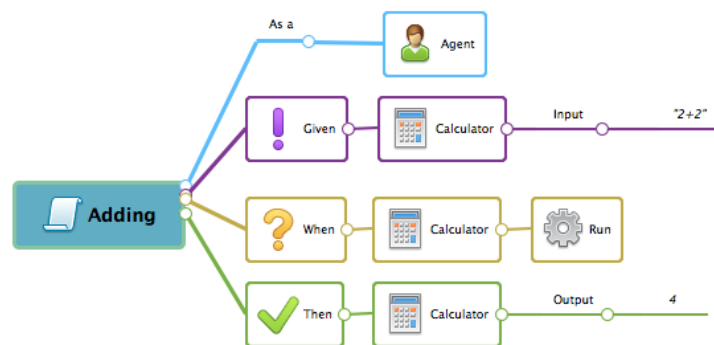 As a
Agent
Given
Calculator
Input
"2+2"
Adding
When
Calculator
Run
Then
Calculator
Output
4